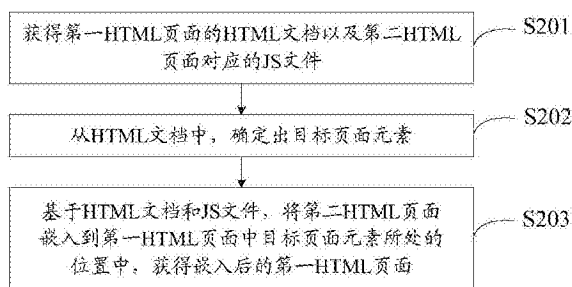 获得第一HTML页面的HTML文档以及第二HTML
页面对应的JS文件
S201
从HTML文档中，确定出目标页面元素
S202
基于HTML文档和JS文件，将第二HTML页面
嵌入到第一HTML页面中目标页面元素所处的
位置中，获得嵌入后的第一HTML页面
S203